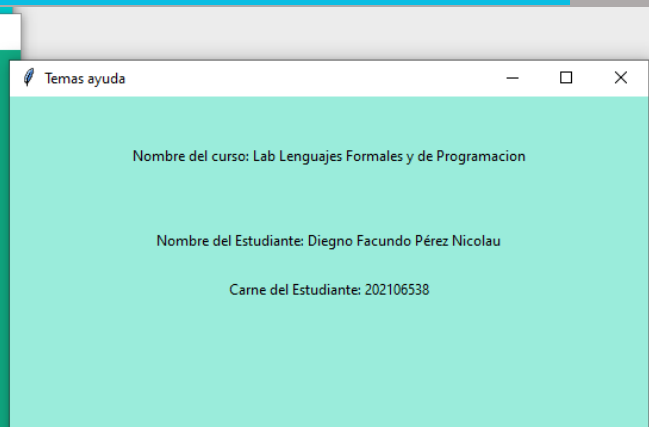 Temas ayuda
Nombre del curso: Lab Lenguajes Formales y de Programacion
Nombre del Estudiante: Diegno Facundo Pérez Nicolau
Carne del Estudiante: 202106538